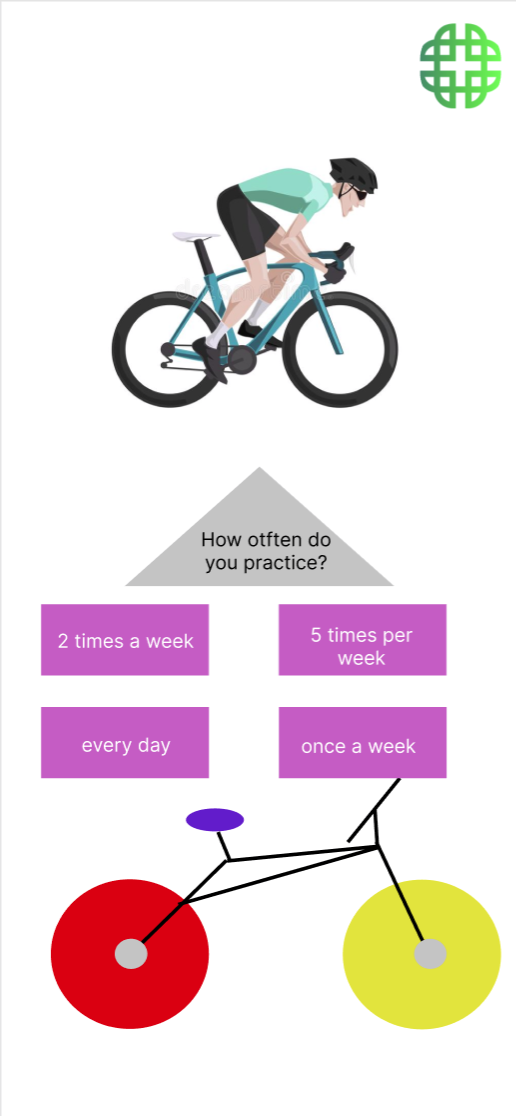 How otften do
you practice?
2 times a week
5 times per
week
every day
once a week